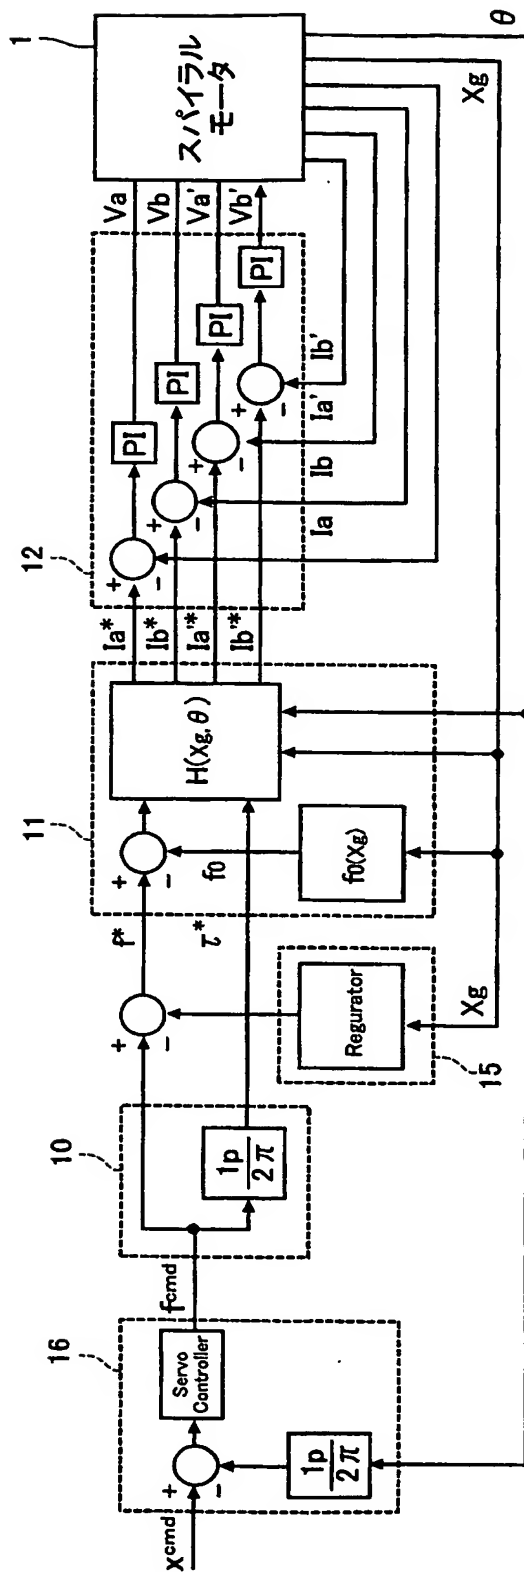 16
Xcmd
+
-
Servo
Controller
1p
2π
fcmd
10
1p
2π
+
-
f*
τ*
Regurator
15
Xg
11
+
-
f0
f0(Xg)
H(Xg,θ)
Ia*
Ib*
Ia'*
Ib'*
12
+
-
+
-
+
-
+
-
PI
PI
PI
PI
Ia
Ib
Ia'
Ib'
Va
Vb
Va'
Vb'
1
スパイラル
モータ
Xg
θ